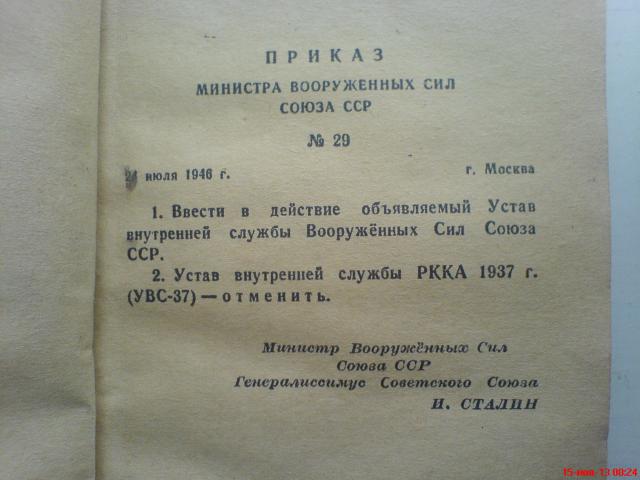 ПРИКАЗ
МИНИСТРА ВООРУЖЕННЫХ СИЛ
СОЮЗА ССР
№ 29
июля 1946 г. г. Москва
1. Ввести в действие объявляемый Устав
внутренней службы Вооружённых Сил Союза
ССР.
2. Устав внутренней службы РККА 1937 г.
(УВС-37) — отменить.
Министр Вооружённых Сил
Союза ССР
Генералиссимус Советского Союза
И. СТАЛИН
15-ноя-13 00:24